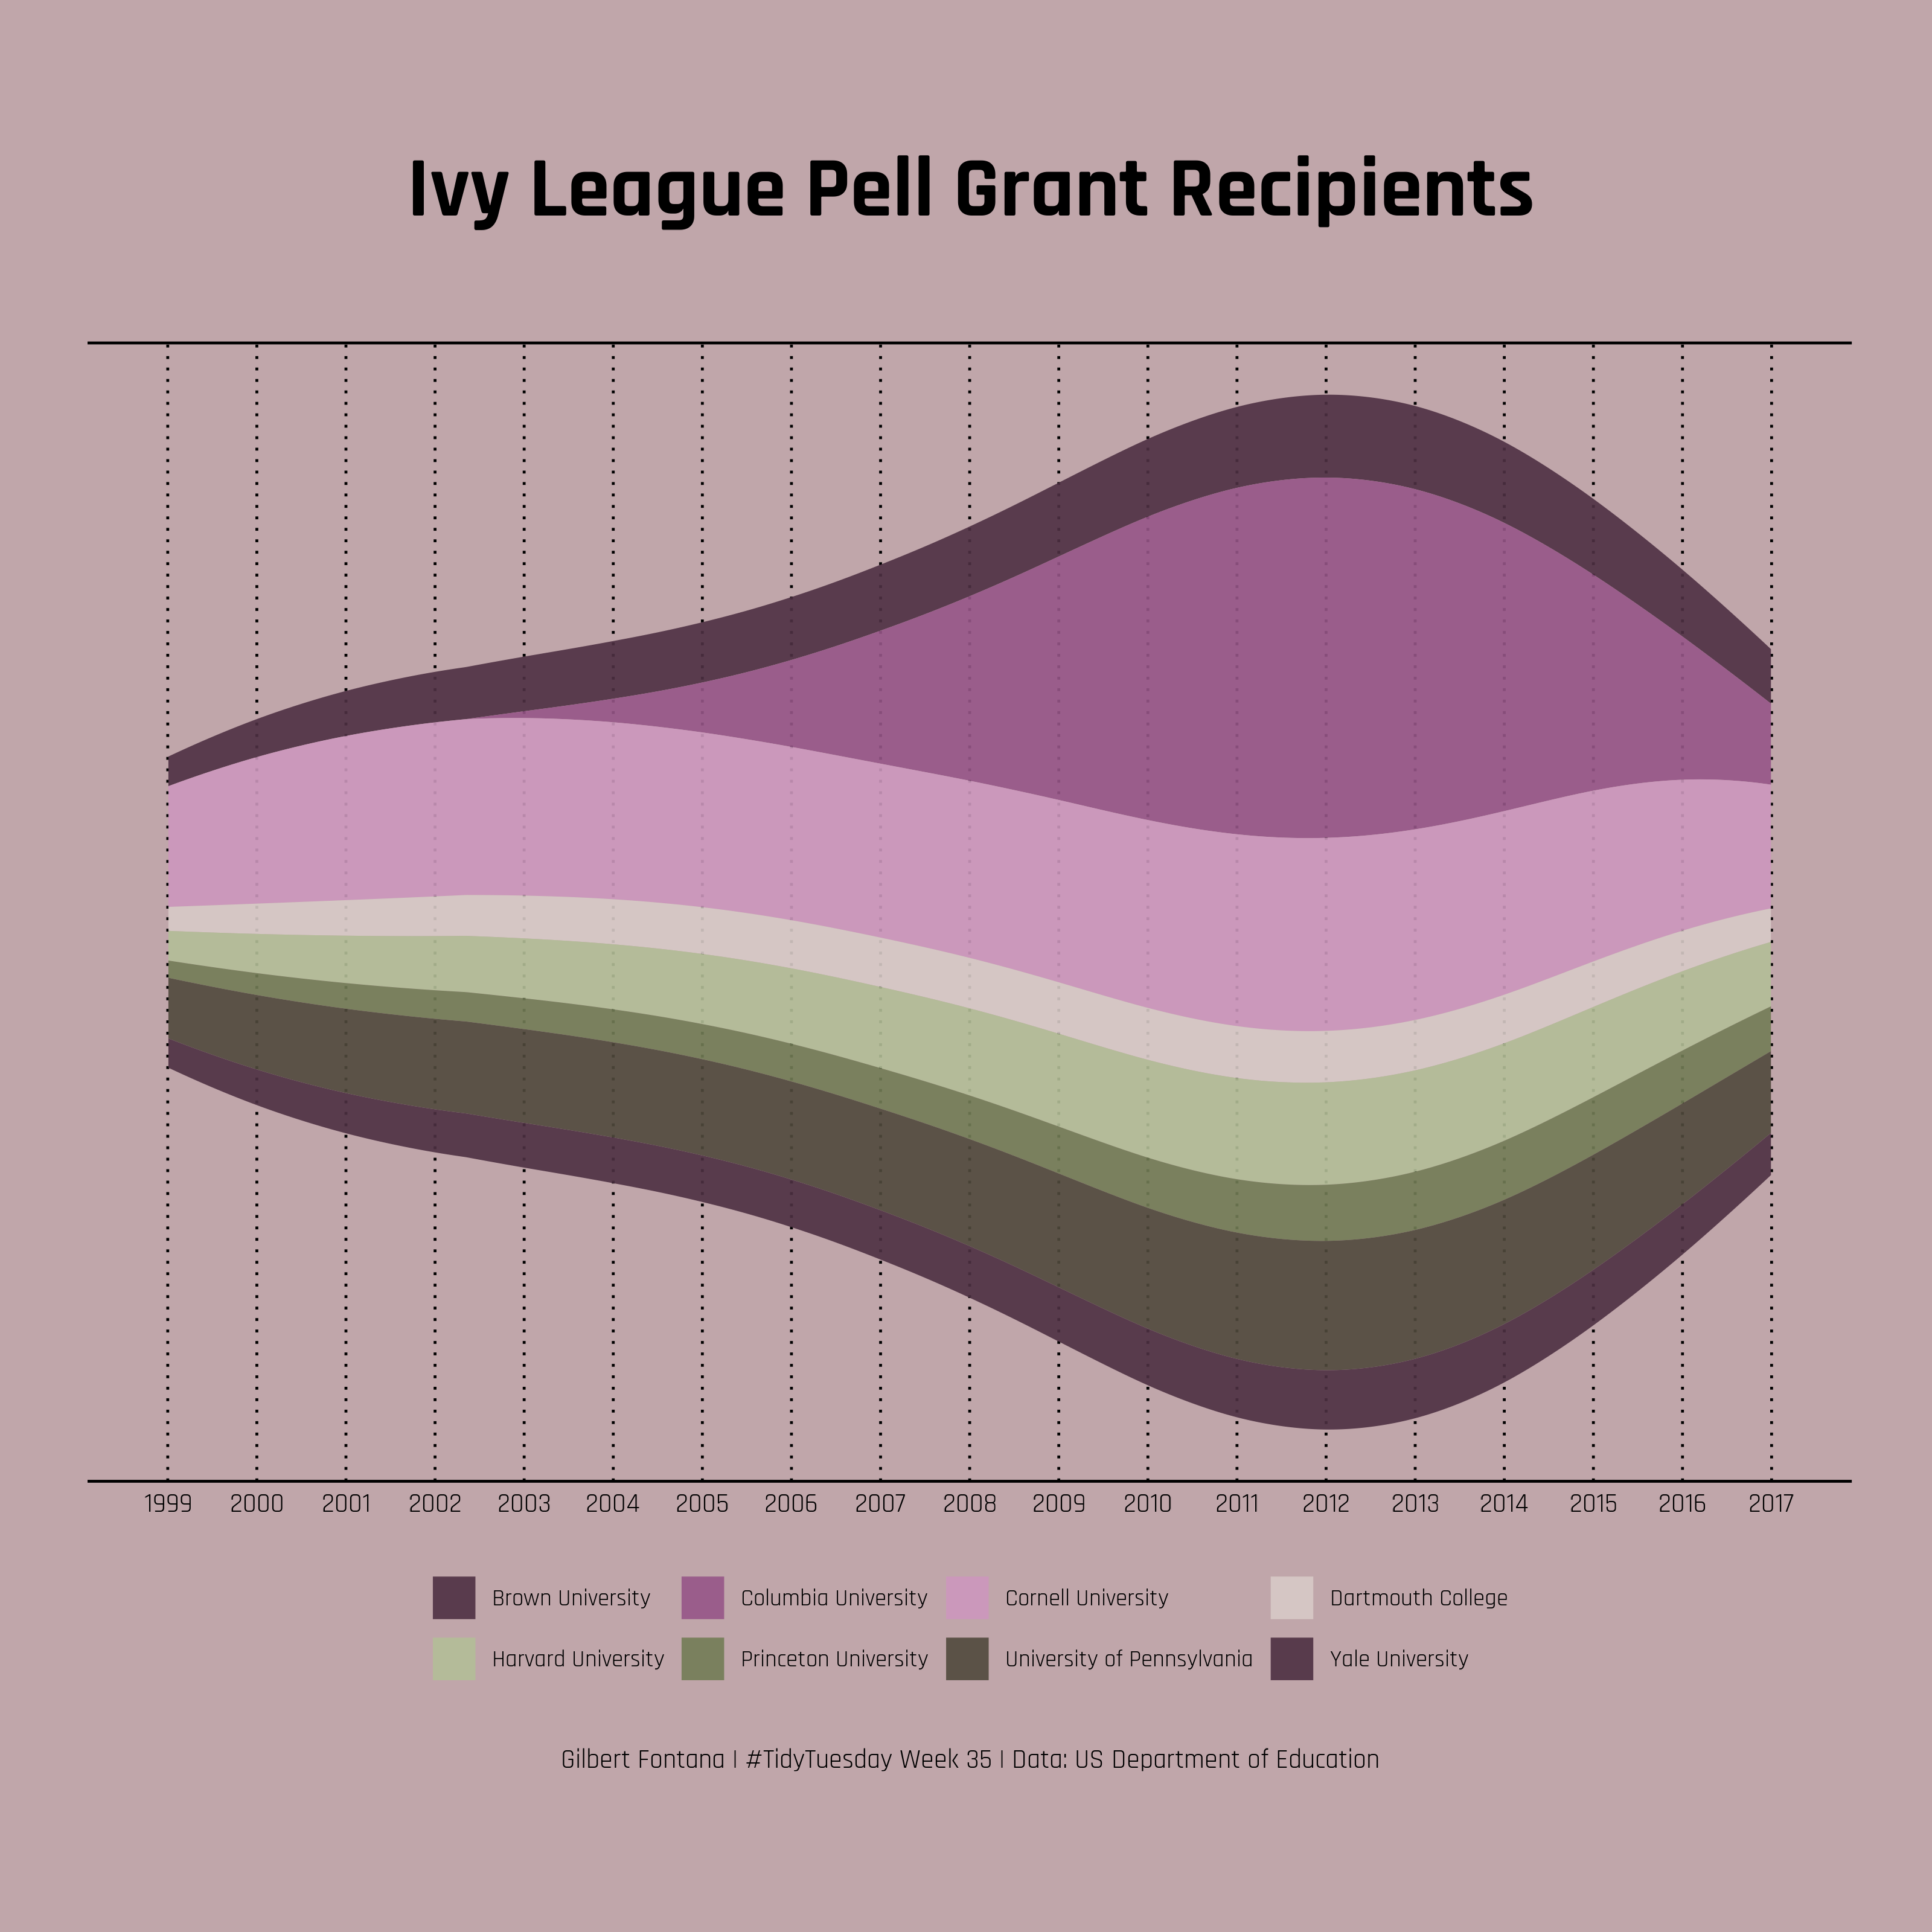 Ivy League Pell Grant Recipients
1999 2000 2001 2002 2003 2004 2005 2006 2007 2008 2009 2010 2011 2012 2013 2014 2015 2016 2017
Brown University Columbia University Cornell University Dartmouth College
Harvard University Princeton University University of Pennsylvania Yale University
Gilbert Fontana | #TidyTuesday Week 35 | Data: US Department of Education